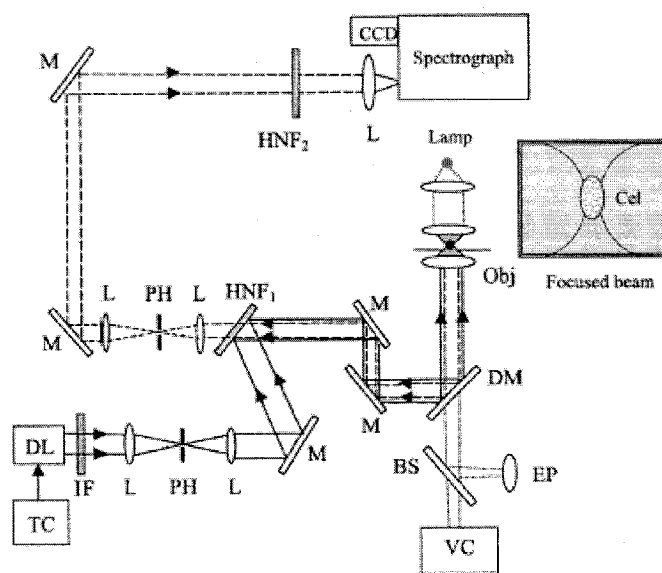 CCD
Spectrograph
M
HNF₂
L
Lamp
Cel
Obj
Focused beam
L
PH
L
HNF₁
M
M
M
DM
DL
IF
L
PH
L
M
BS
EP
TC
VC